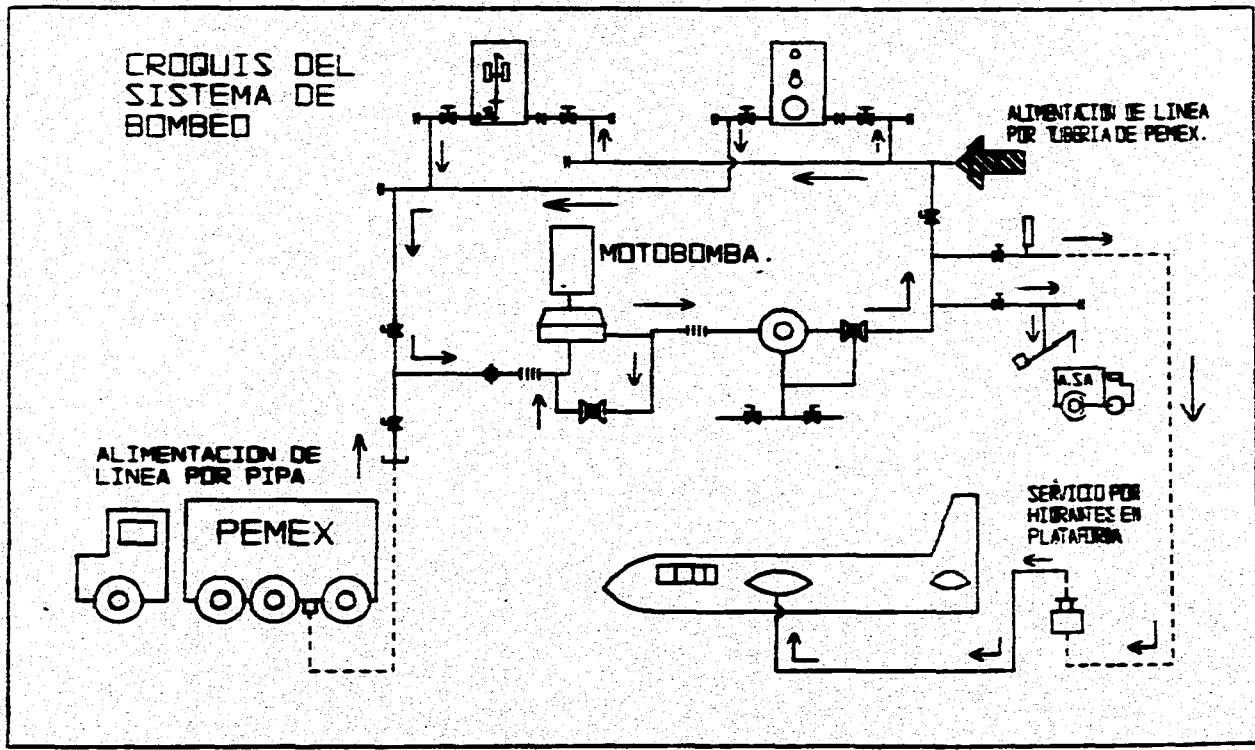 CROQUIS DEL
SISTEMA DE
BOMBEO
ALIMENTACION DE LINEA
POR TUBERIA DE PEMEX.
MOTOBOMBA.
A.S.A
ALIMENTACION DE
LINEA POR PIPA
PEMEX
SERVICIO POR
HIDRANTES EN
PLATAFORMA